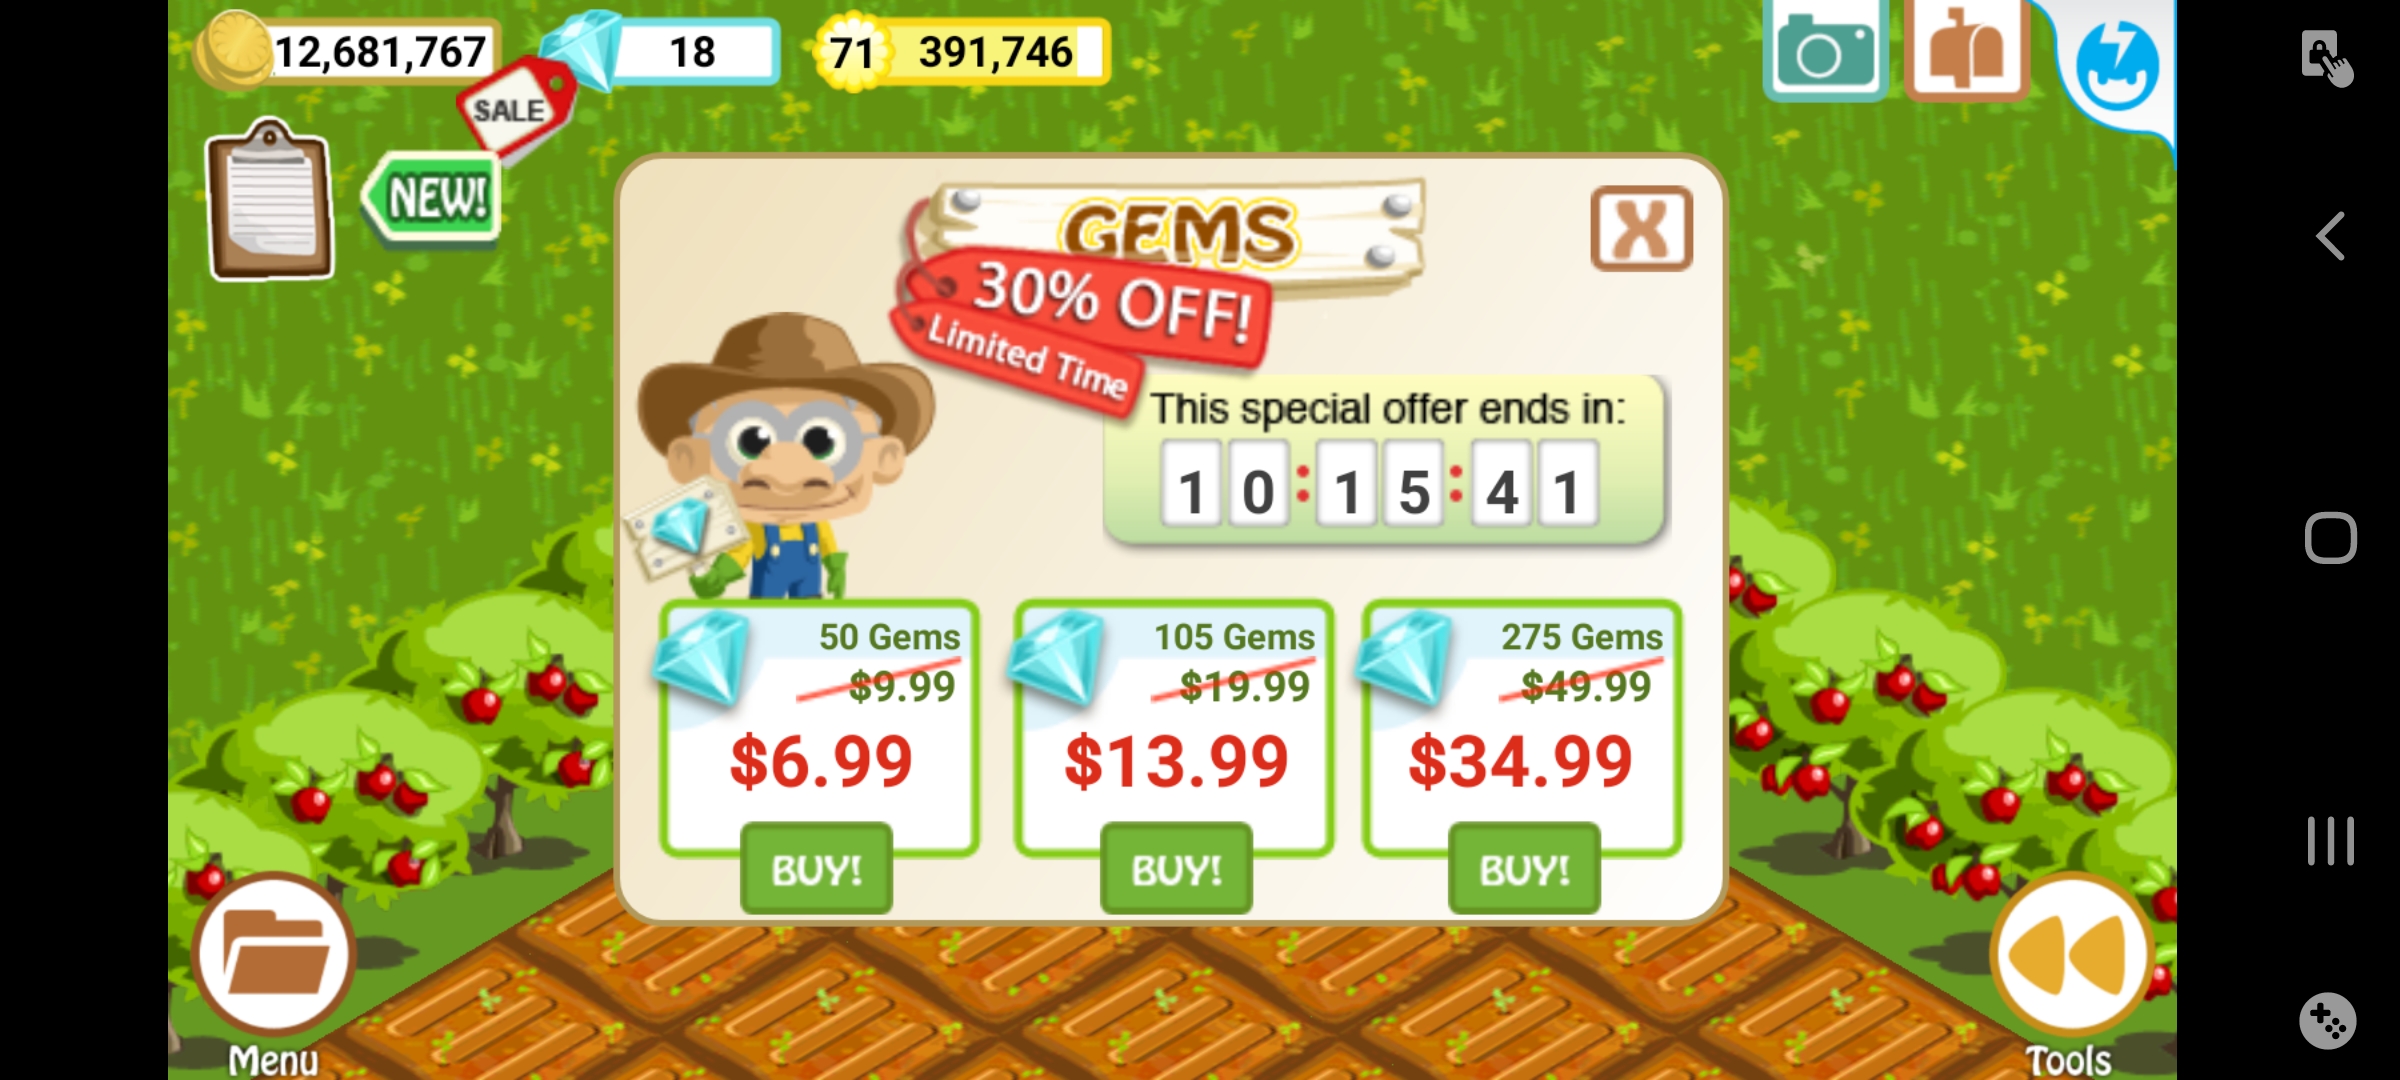 12,681,767
18
71 391,746
SALE
NEW!
GEMS
30% OFF!
Limited Time
X
This special offer ends in:
10:15:41
50 Gems
$9.99
$6.99
BUY!
105 Gems
$19.99
$13.99
BUY!
275 Gems
$49.99
$34.99
BUY!
Menu
Tools